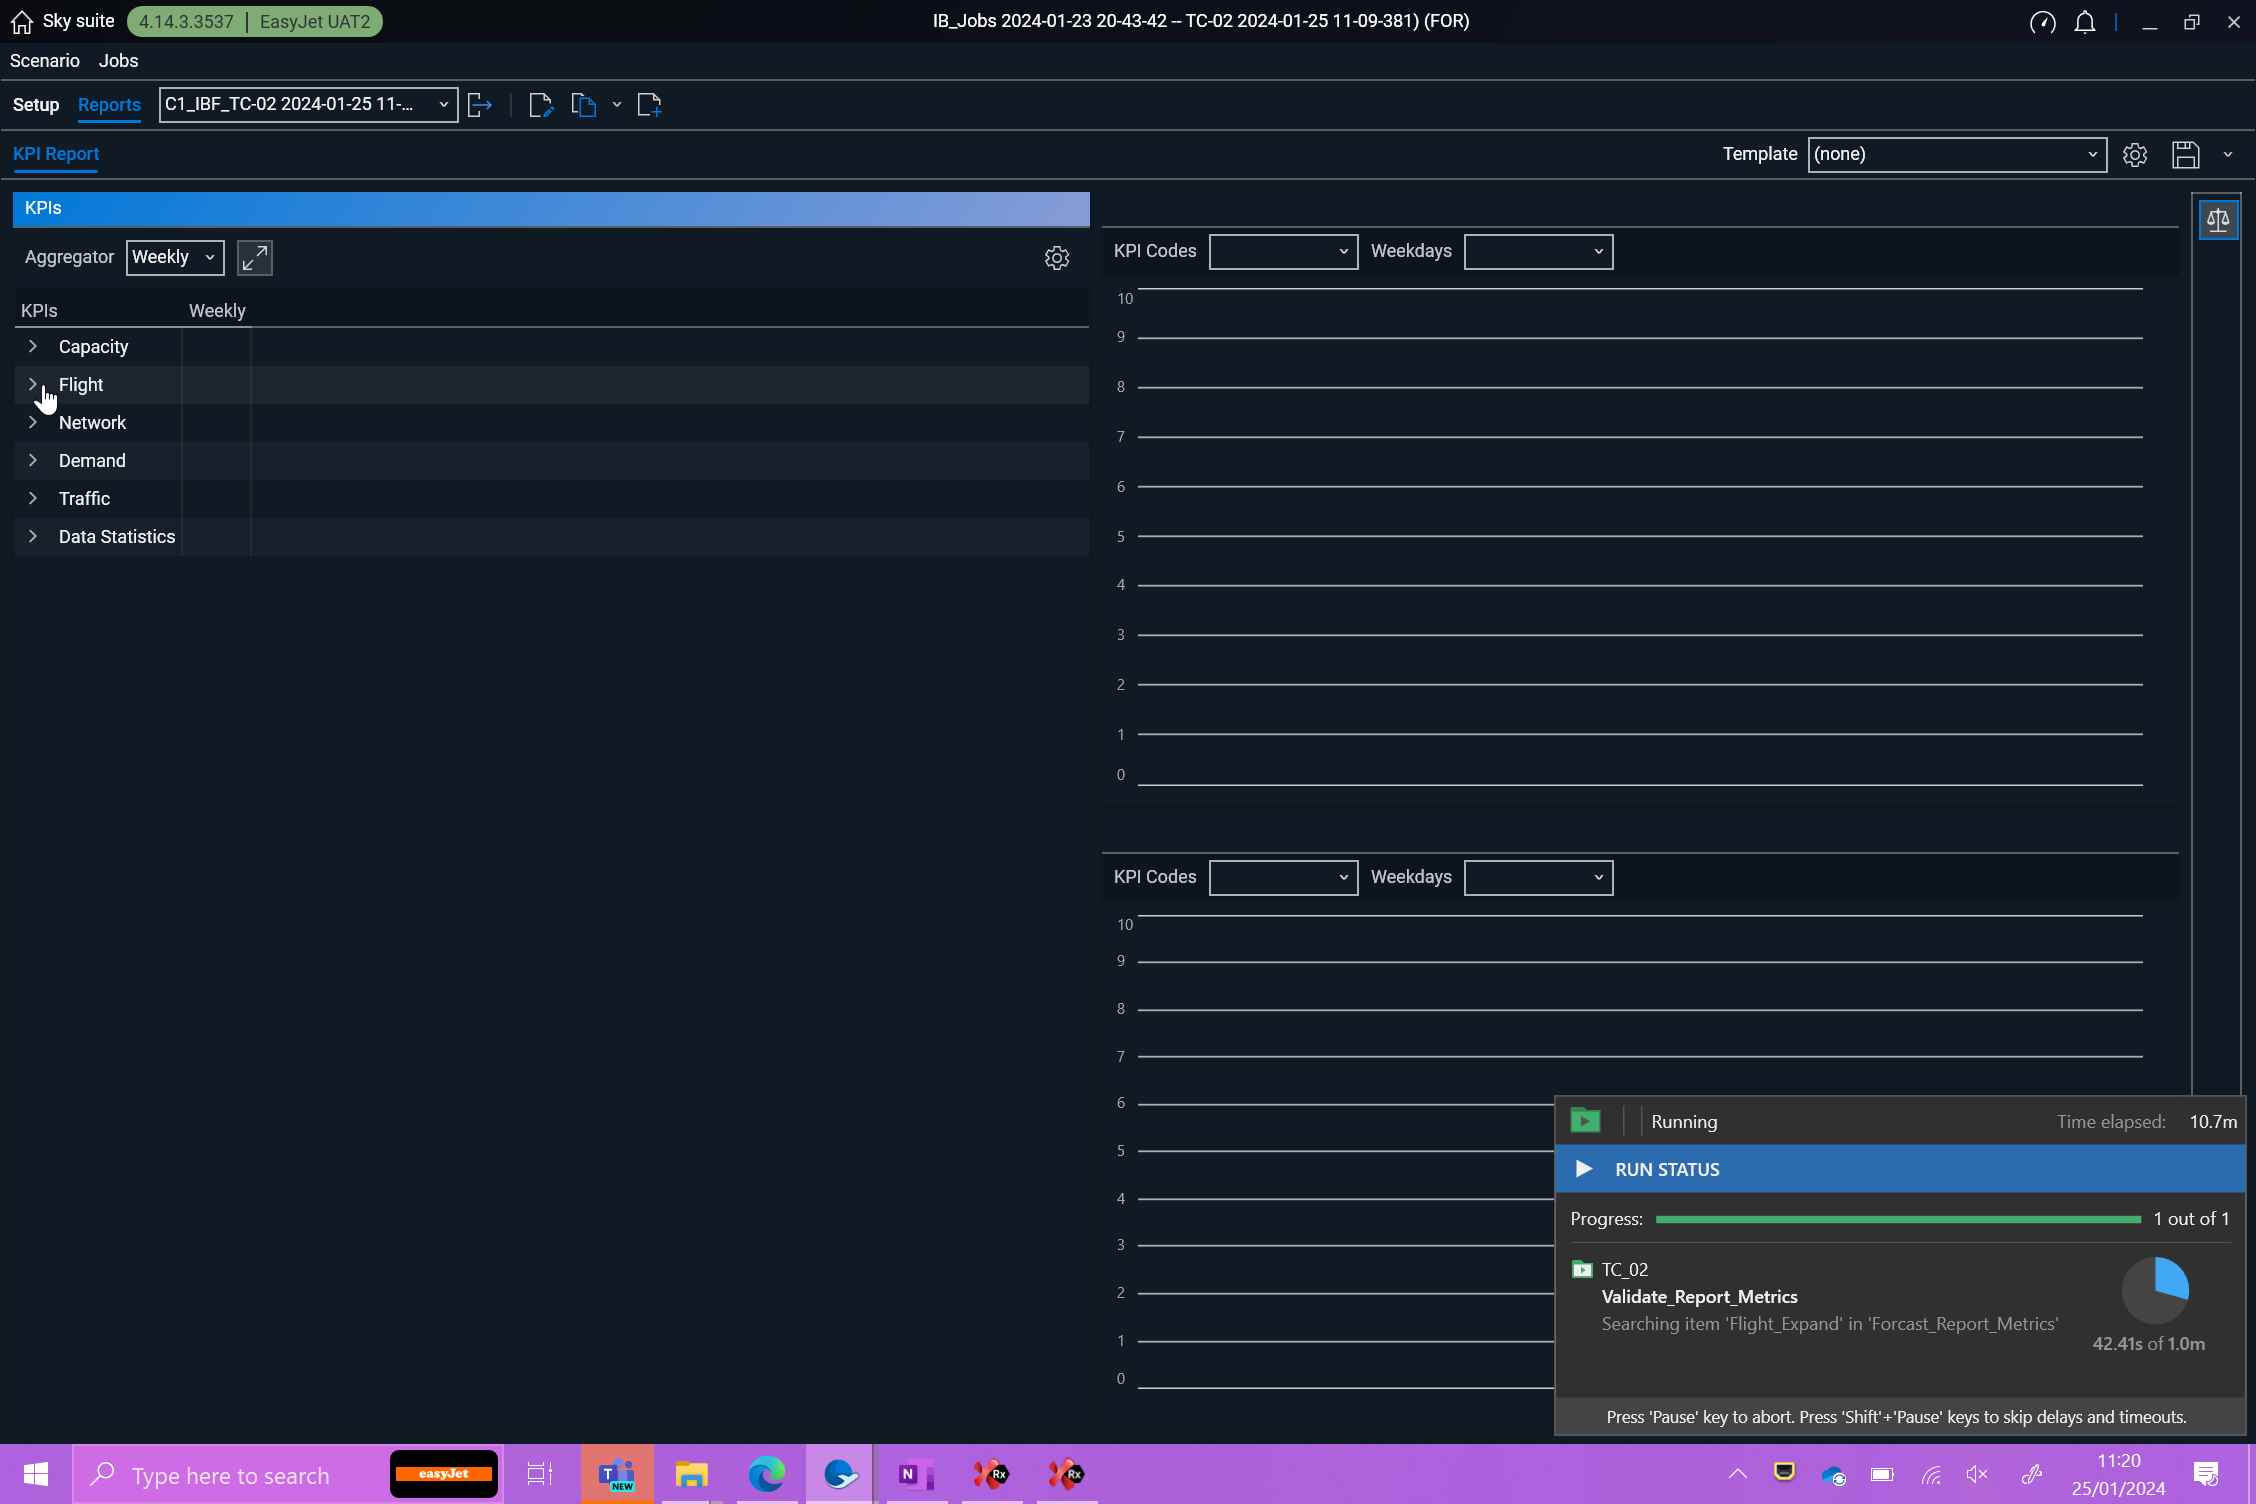 Sky suite 4.14.3.3537 | EasyJet UAT2 IB_Jobs 2024-01-23 20-43-42 -- TC-02 2024-01-25 11-09-381) (FOR)
Scenario Jobs
Setup Reports C1_IBF_TC-02 2024-01-25 11-...
KPI Report Template (none)
KPIs
Aggregator Weekly
KPIs Weekly
Capacity
Flight
Network
Demand
Traffic
Data Statistics
KPI Codes Weekdays
10
9
8
7
6
5
4
3
2
1
0
KPI Codes Weekdays
10
9
8
7
6
5
4
3
2
1
0
Running Time elapsed: 10.7m
RUN STATUS
Progress: 1 out of 1
TC_02
Validate_Report_Metrics
Searching item 'Flight_Expand' in 'Forcast_Report_Metrics'
42.41s of 1.0m
Press 'Pause' key to abort. Press 'Shift'+'Pause' keys to skip delays and timeouts.
Type here to search easyJet
T NEW
N
Rx
Rx
11:20
25/01/2024